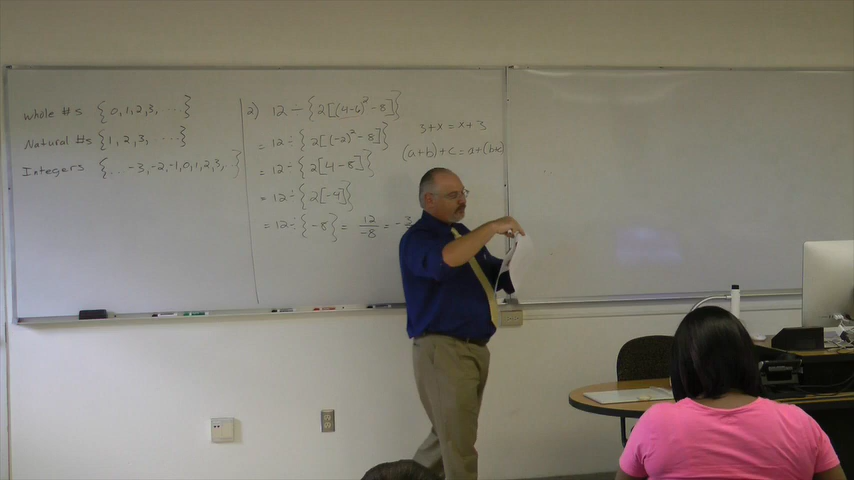 Whole #s {0,1,2,3, ...}
Natural #s {1,2,3, ....}
Integers {... -3,-2,-1,0,1,2,3,..}
2) 12 ÷ {2[(4-6)² - 8]}
= 12 ÷ {2[(-2)² - 8]}
= 12 ÷ {2[4 - 8]}
= 12 ÷ {2[-4]}
= 12 ÷ {-8} = 12/-8 = -3
3+x = x+3
(a+b)+c = a+(b+